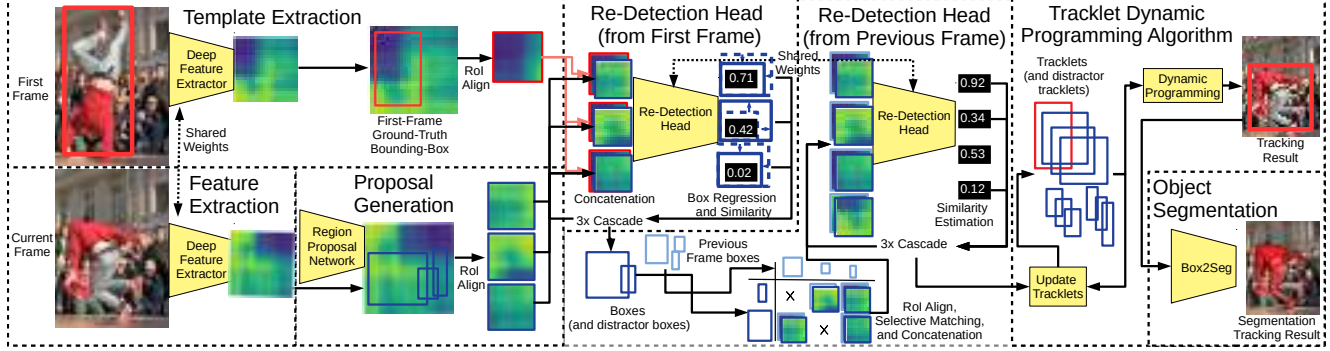 Template Extraction
First
Frame
Deep
Feature
Extractor
RoI
Align
First-Frame
Ground-Truth
Bounding-Box
Shared
Weights
Feature
Extraction
Current
Frame
Deep
Feature
Extractor
Proposal
Generation
Region
Proposal
Network
RoI
Align
Re-Detection Head
(from First Frame)
Re-Detection
Head
0.71
0.42
0.02
Concatenation
Box Regression
and Similarity
3x Cascade
Shared
Weights
Re-Detection Head
(from Previous Frame)
Re-Detection
Head
0.92
0.34
0.53
0.12
Similarity
Estimation
3x Cascade
Previous
Frame boxes
Boxes
(and distractor boxes)
X
X
RoI Align,
Selective Matching,
and Concatenation
Tracklet Dynamic
Programming Algorithm
Tracklets
(and distractor
tracklets)
Dynamic
Programming
Tracking
Result
Update
Tracklets
Object
Segmentation
Box2Seg
Segmentation
Tracking Result